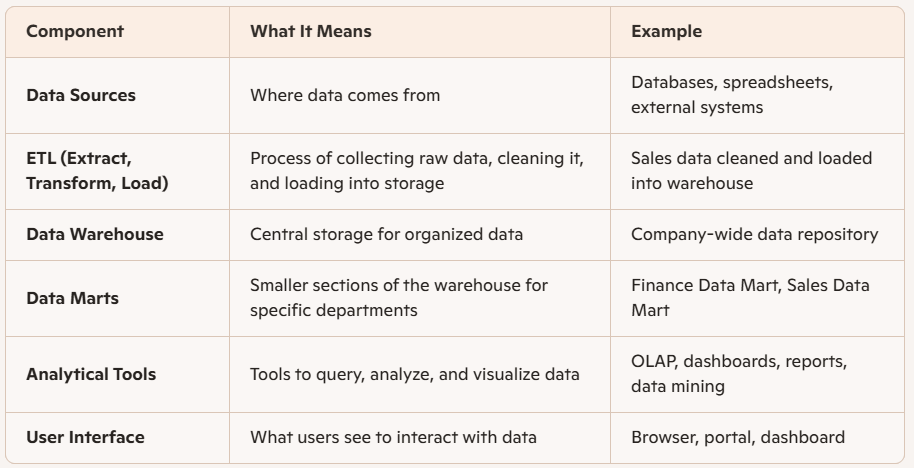 Component What It Means Example
Data Sources Where data comes from Databases, spreadsheets,
external systems
ETL (Extract, Process of collecting raw data, cleaning it, Sales data cleaned and loaded
Transform, Load) and loading into storage into warehouse
Data Warehouse Central storage for organized data Company-wide data repository
Data Marts Smaller sections of the warehouse for Finance Data Mart, Sales Data
specific departments Mart
Analytical Tools Tools to query, analyze, and visualize data OLAP, dashboards, reports,
data mining
User Interface What users see to interact with data Browser, portal, dashboard